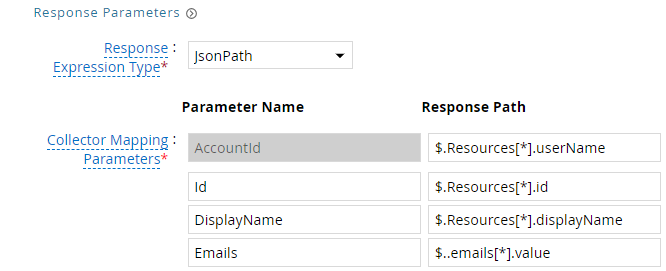 Response Parameters
Response Expression Type* :
JsonPath
Parameter Name Response Path
Collector Mapping Parameters* :
AccountId $.Resources[*].userName
Id $.Resources[*].id
DisplayName $.Resources[*].displayName
Emails $..emails[*].value